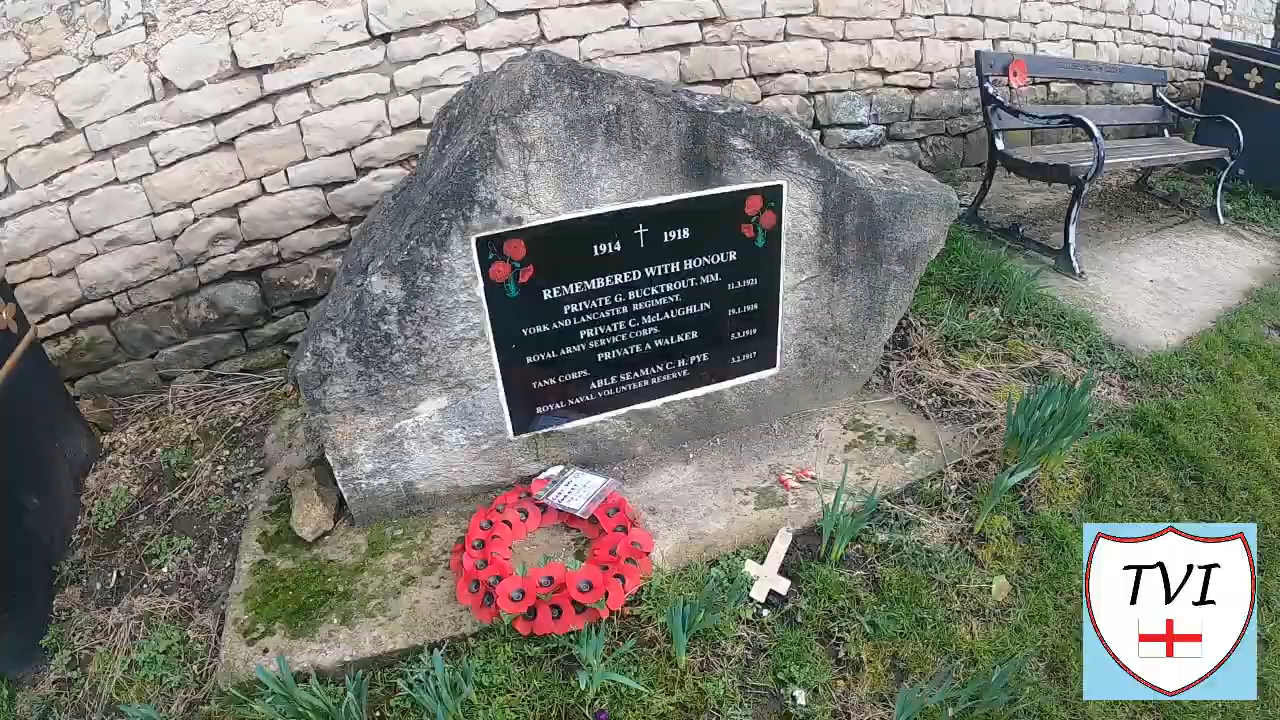 1914 1918
REMEMBERED WITH HONOUR
PRIVATE G. BUCKTROUT. MM. 11.3.1921
YORK AND LANCASTER REGIMENT.
PRIVATE C. McLAUGHLIN 19.1.1918
ROYAL ARMY SERVICE CORPS.
PRIVATE A WALKER 5.3.1919
TANK CORPS.
ABLE SEAMAN C. H. PYE 3.2.1917
ROYAL NAVAL VOLUNTEER RESERVE.
TVI